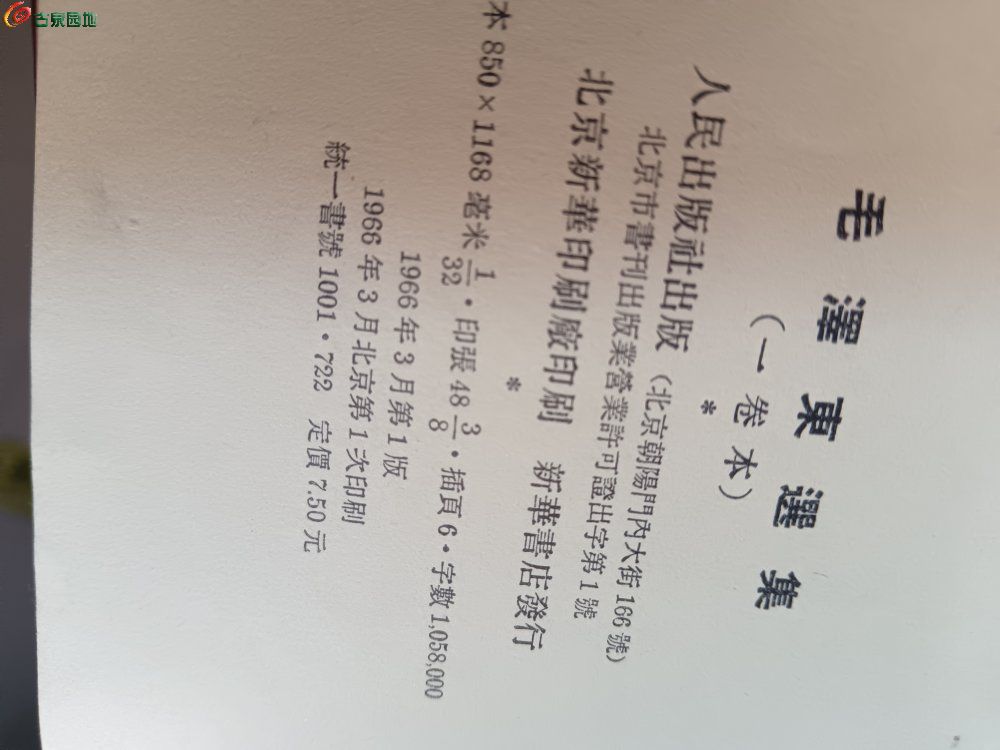 古泉园地
毛澤東選集
（一卷本）
*
人民出版社出版（北京朝陽門內大街166號）
北京市書刊出版業營業許可證出字第1號
北京新華印刷廠印刷 新華書店發行
*
本850×1168毫米 1/32・印張48 3/8・插頁6・字數1,058,000
1966年3月第1版
1966年3月北京第1次印刷
統一書號1001・722 定價7.50元